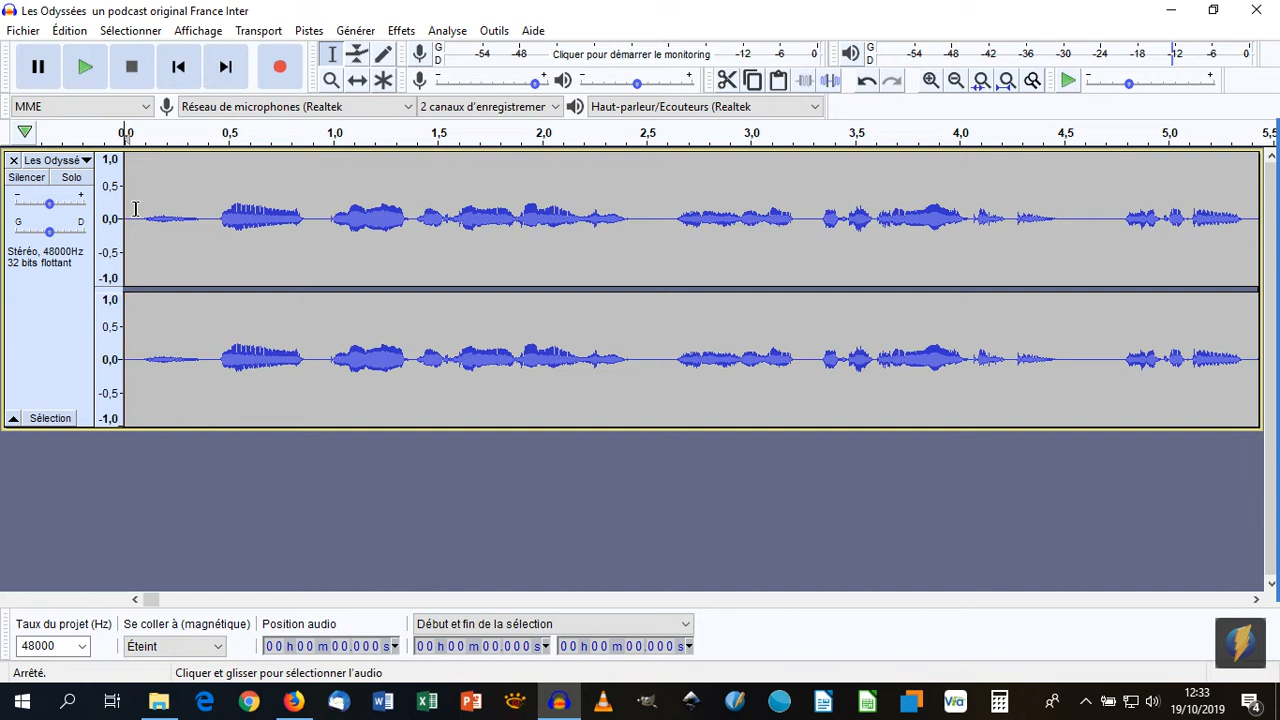 Les Odyssées un podcast original France Inter
Fichier Édition Sélectionner Affichage Transport Pistes Générer Effets Analyse Outils Aide
G D -54 -48 Cliquer pour démarrer le monitoring -12 -6 0 G D -54 -48 -42 -36 -30 -24 -18 -12 -6 0
- + - + - +
MME Réseau de microphones (Realtek 2 canaux d'enregistremer Haut-parleur/Ecouteurs (Realtek
0,0 0,5 1,0 1,5 2,0 2,5 3,0 3,5 4,0 4,5 5,0 5,5
× Les Odyssé 1,0
Silencer Solo 0,5
- +
0,0
G D
Stéréo, 48000Hz -0,5
32 bits flottant
-1,0
1,0
0,5
0,0
-0,5
Sélection -1,0
Taux du projet (Hz) Se coller à (magnétique) Position audio Début et fin de la sélection
48000 Éteint 00 h 00 m 00.000 s 00 h 00 m 00.000 s 00 h 00 m 00.000 s
Arrêté. Cliquer et glisser pour sélectionner l'audio
12:33
19/10/2019
Via
4